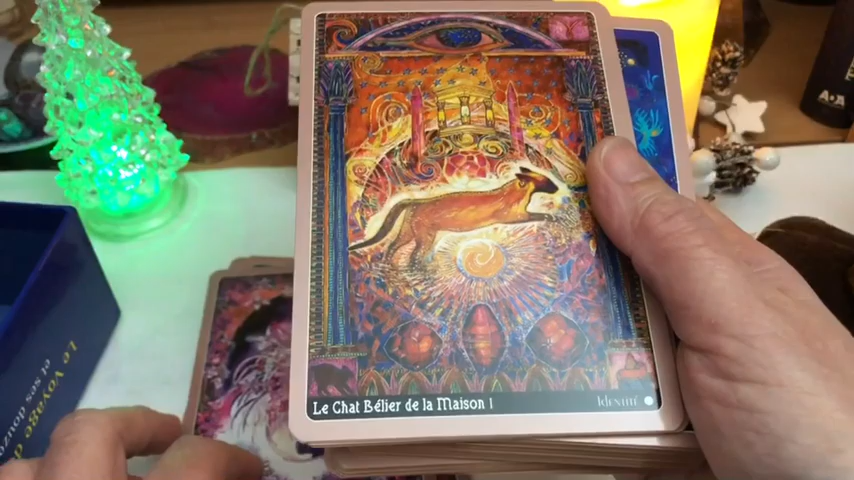 Le Chat Bélier de la Maison 1
Identité
Le Voyage d
et ses douze